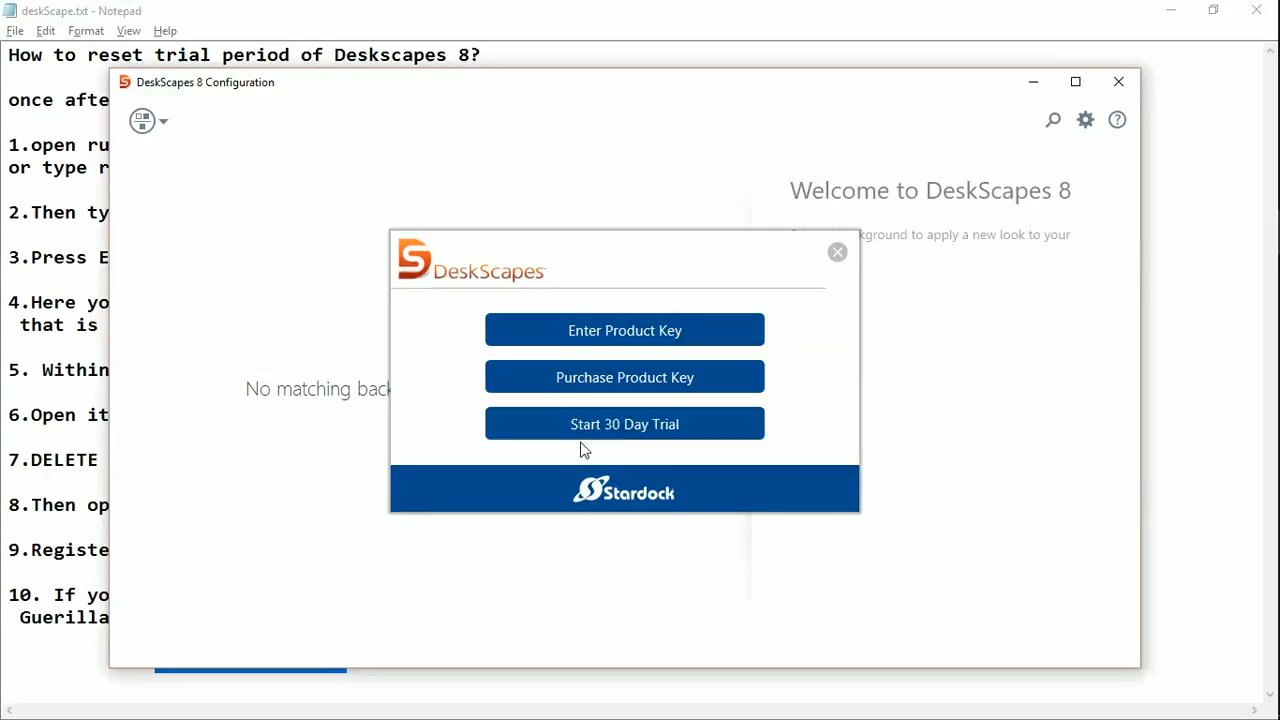 deskScape.txt - Notepad
File Edit Format View Help
How to reset trial period of Deskscapes 8?
DeskScapes 8 Configuration
once afte
1.open ru
or type r
Welcome to DeskScapes 8
2.Then ty
ckground to apply a new look to your
3.Press E
DeskScapes
4.Here yo
that is
Enter Product Key
5. Within
Purchase Product Key
No matching back
6.Open it
Start 30 Day Trial
7.DELETE
Stardock
8.Then op
9.Registe
10. If yo
Guerilla